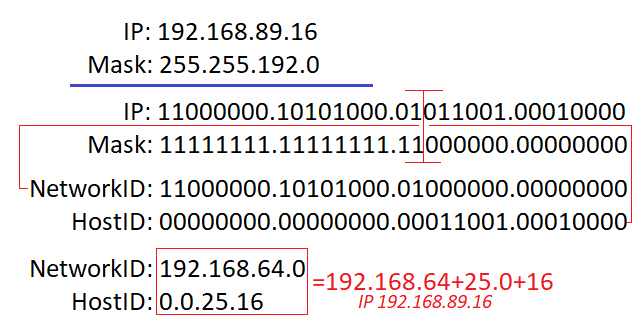 IP: 192.168.89.16
Mask: 255.255.192.0
IP: 11000000.10101000.01011001.00010000
Mask: 11111111.11111111.11000000.00000000
NetworkID: 11000000.10101000.01000000.00000000
HostID: 00000000.00000000.00011001.00010000
NetworkID: 192.168.64.0
HostID: 0.0.25.16
=192.168.64+25.0+16
IP 192.168.89.16